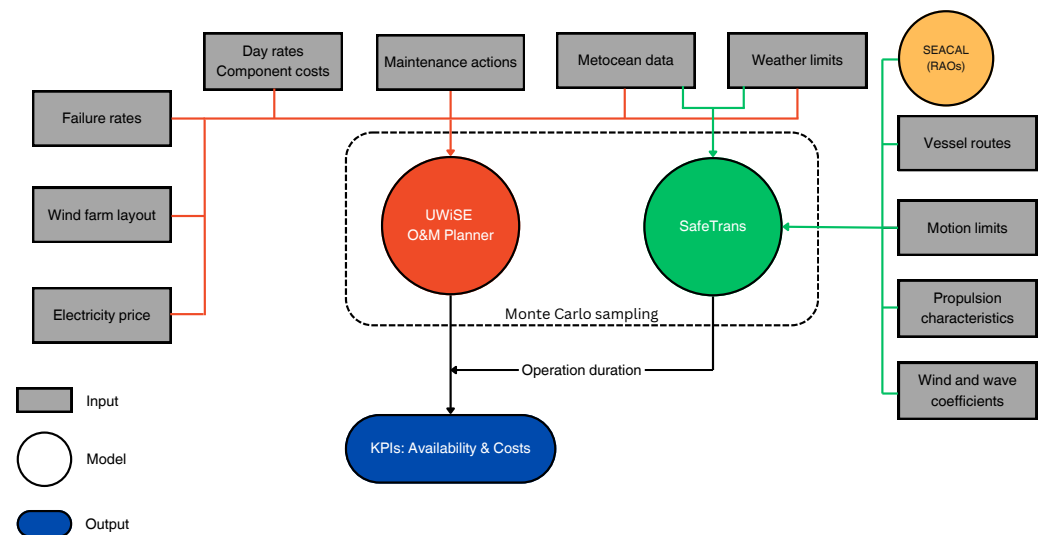 Day rates
Component costs
Maintenance actions
Metocean data
Weather limits
SEACAL
(RAOs)
Failure rates
Vessel routes
Wind farm layout
UWiSE
O&M Planner
SafeTrans
Motion limits
Electricity price
Monte Carlo sampling
Propulsion
characteristics
Operation duration
Wind and wave
coefficients
Input
KPIs: Availability & Costs
Model
Output